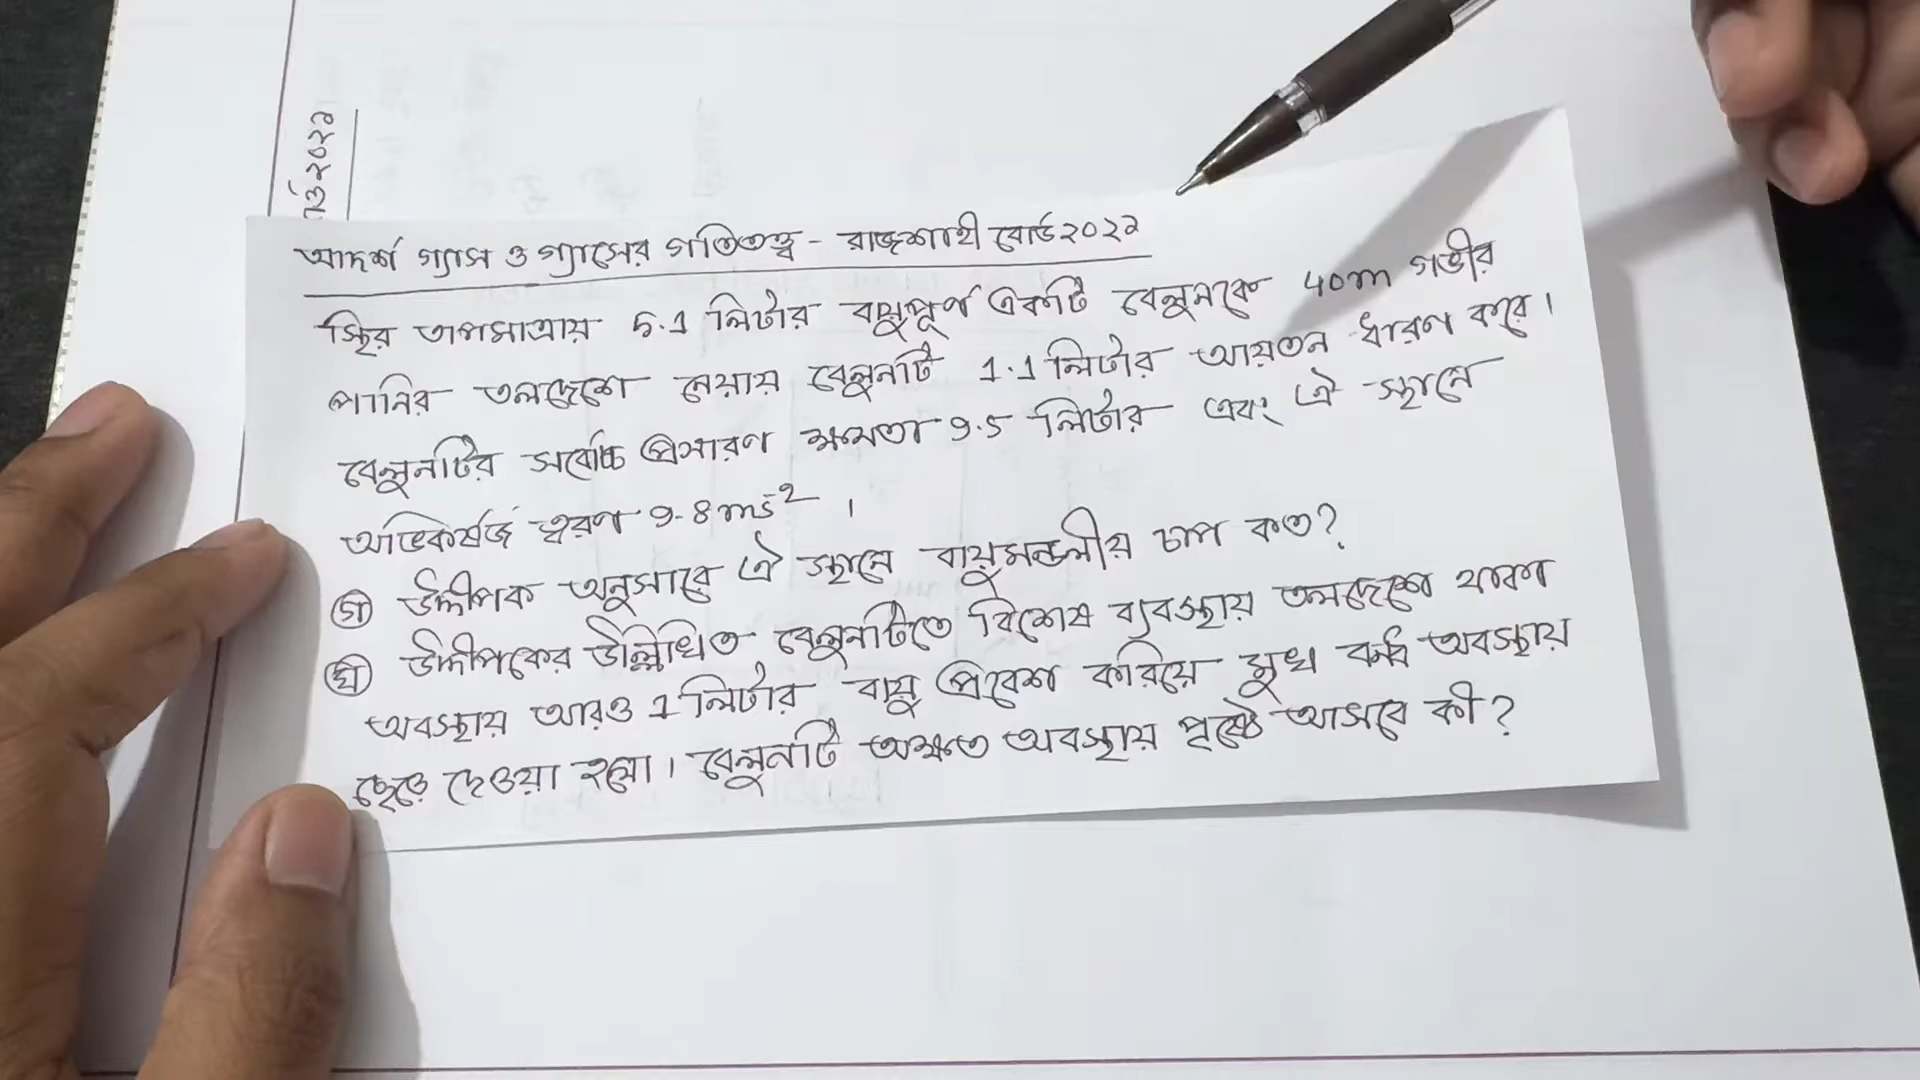 র্ড ২০২২
আদর্শ গ্যাস ও গ্যাসের গতিতত্ত্ব - রাজশাহী বোর্ড ২০২২
স্থির তাপমাত্রায় 5.1 লিটার বায়ুপূর্ণ একটি বেলুনকে 40m গভীর
পানির তলদেশে নেয়ায় বেলুনটি 1.1 লিটার আয়তন ধারণ করে।
বেলুনটির সর্বোচ্চ প্রসারণ ক্ষমতা 9.5 লিটার এবং ঐ স্থানে
অভিকর্ষজ ত্বরণ 9.8ms⁻² ।
গ উদ্দীপক অনুসারে ঐ স্থানে বায়ুমন্ডলীয় চাপ কত?
ঘ উদ্দীপকের উল্লিখিত বেলুনটিতে বিশেষ ব্যবস্থায় তলদেশে থাকা
অবস্থায় আরও 1 লিটার বায়ু প্রবেশ করিয়ে মুখ বন্ধ অবস্থায়
ছেড়ে দেওয়া হলো। বেলুনটি অক্ষত অবস্থায় পৃষ্ঠে আসবে কী?